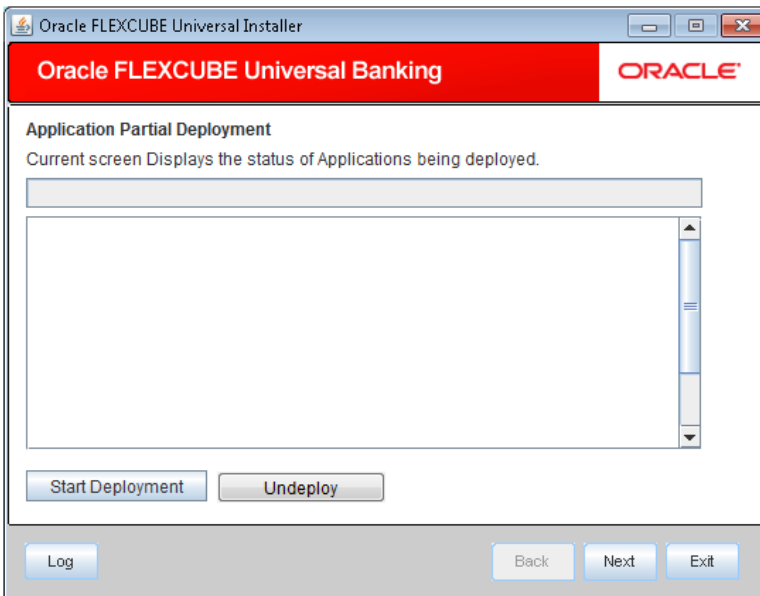 Oracle FLEXCUBE Universal Installer
Oracle FLEXCUBE Universal Banking
ORACLE
Application Partial Deployment
Current screen Displays the status of Applications being deployed.
Start Deployment Undeploy
Log Back Next Exit